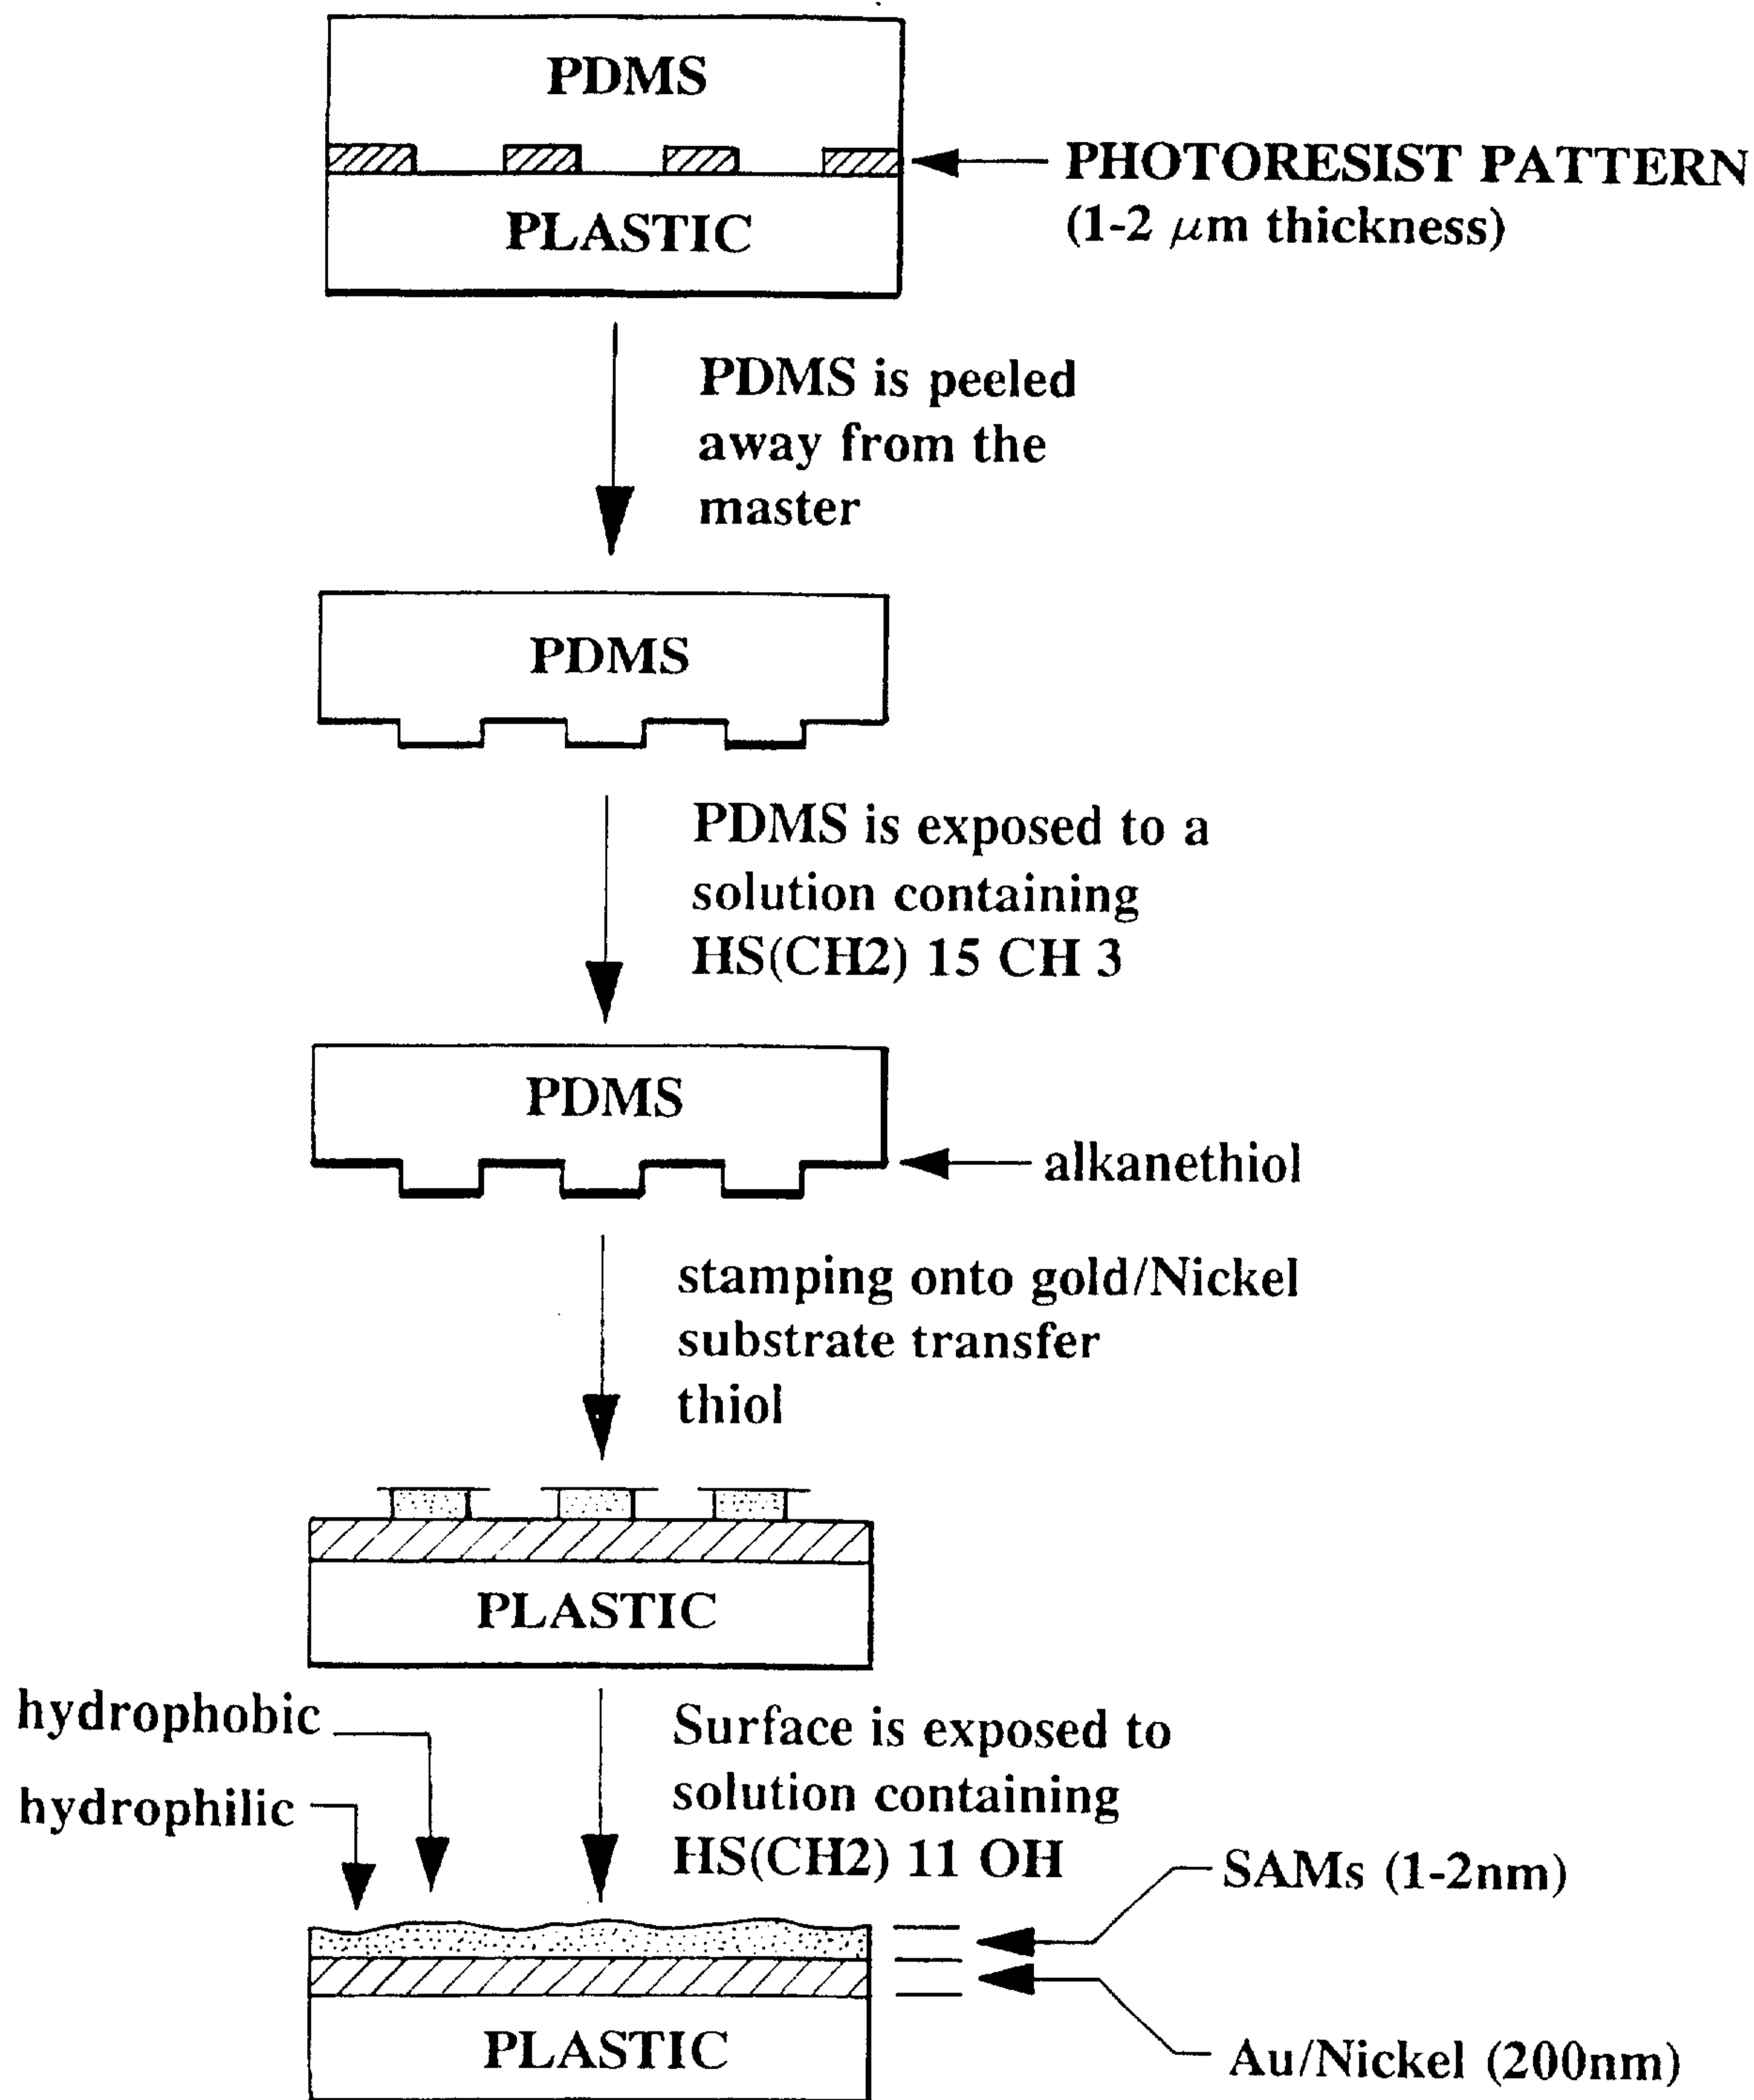 PDMS
PHOTORESIST PATTERN
(1-2 μm thickness)
PLASTIC
PDMS is peeled
away from the
master
PDMS
PDMS is exposed to a
solution containing
HS(CH2) 15 CH 3
PDMS
alkanethiol
stamping onto gold/Nickel
substrate transfer
thiol
PLASTIC
hydrophobic
hydrophilic
Surface is exposed to
solution containing
HS(CH2) 11 OH
SAMs (1-2nm)
PLASTIC
Au/Nickel (200nm)